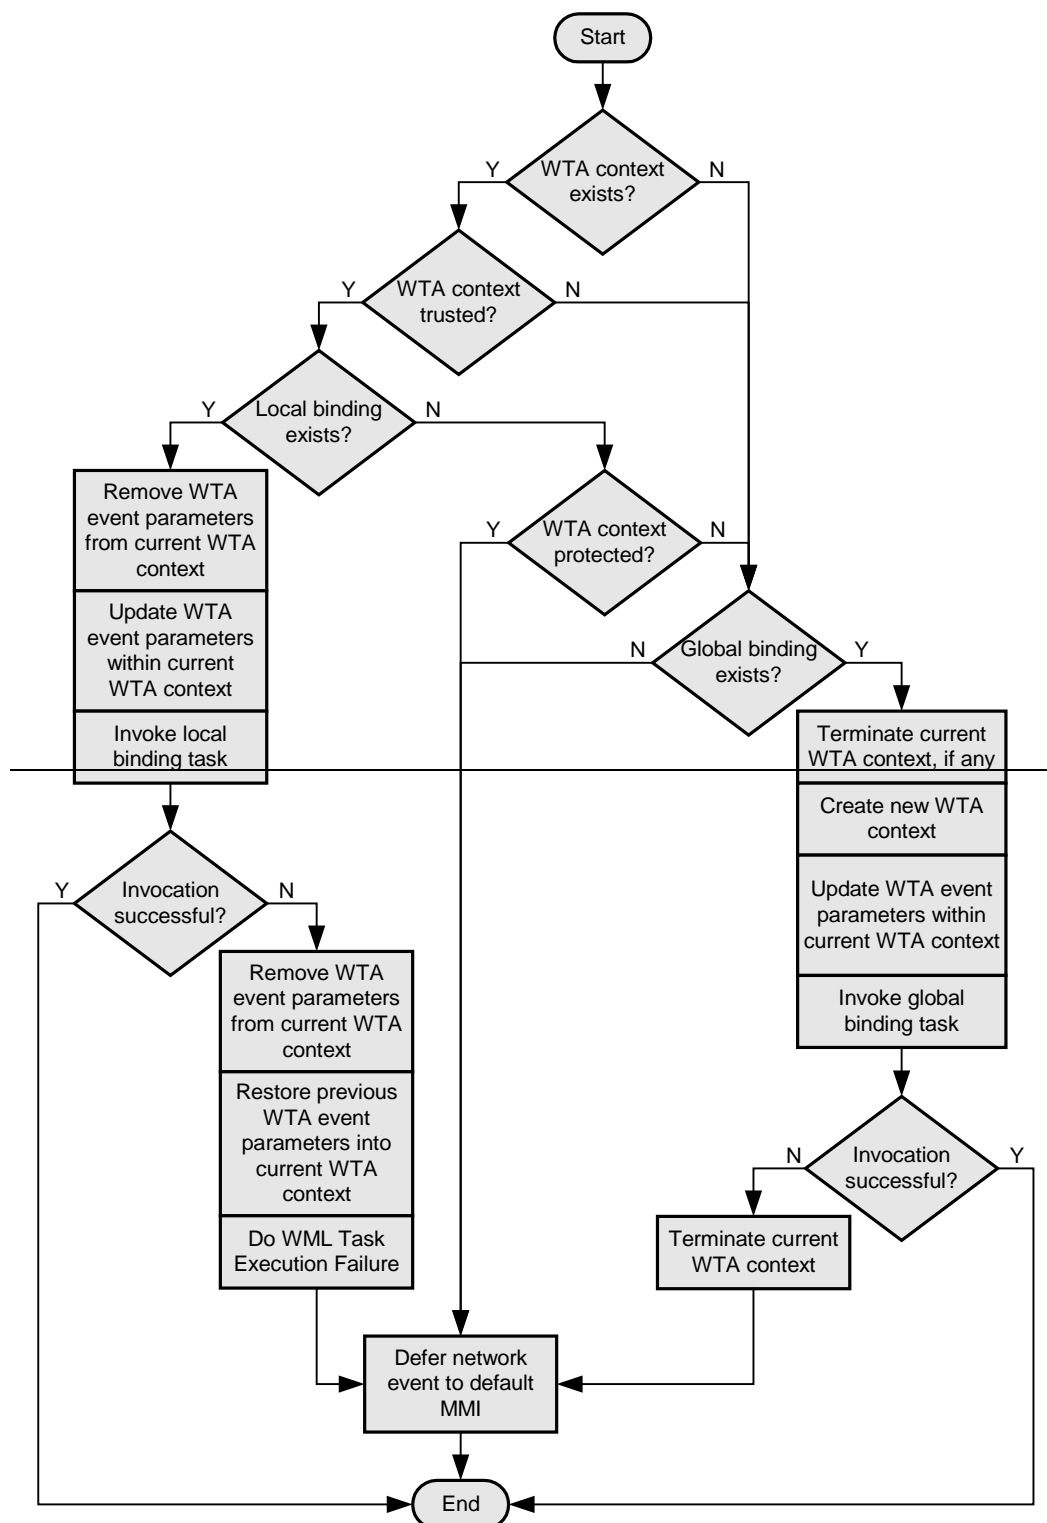 Start
Y
WTA context
exists?
N
Y
WTA context
trusted?
N
Y
Local binding
exists?
N
Remove WTA
event parameters
from current WTA
context
Y
WTA context
protected?
N
Update WTA
event parameters
within current
WTA context
N
Global binding
exists?
Y
Invoke local
binding task
Terminate current
WTA context, if any
Create new WTA
context
Y
Invocation
successful?
N
Update WTA event
parameters within
current WTA context
Remove WTA
event parameters
from current WTA
context
Invoke global
binding task
Restore previous
WTA event
parameters into
current WTA
context
N
Invocation
successful?
Y
Do WML Task
Execution Failure
Terminate current
WTA context
Defer network
event to default
MMI
End